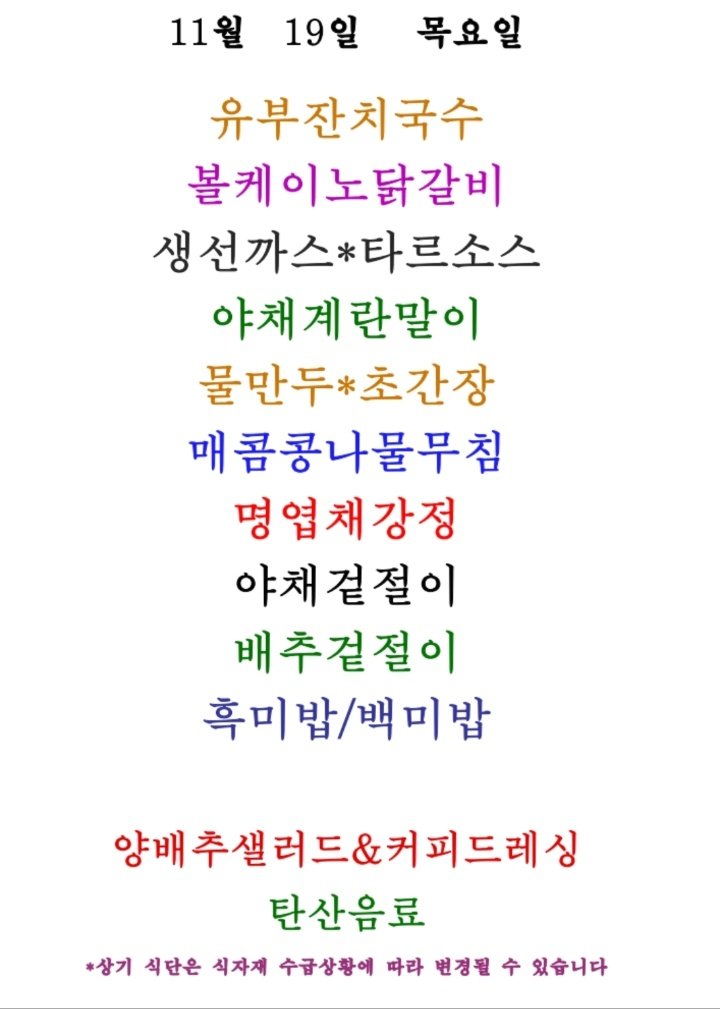 11월 19일 목요일
유부잔치국수
볼케이노닭갈비
생선까스*타르소스
야채계란말이
물만두*초간장
매콤콩나물무침
명엽채강정
야채겉절이
배추겉절이
흑미밥/백미밥
양배추샐러드&커피드레싱
탄산음료
*상기 식단은 식자재 수급상황에 따라 변경될 수 있습니다